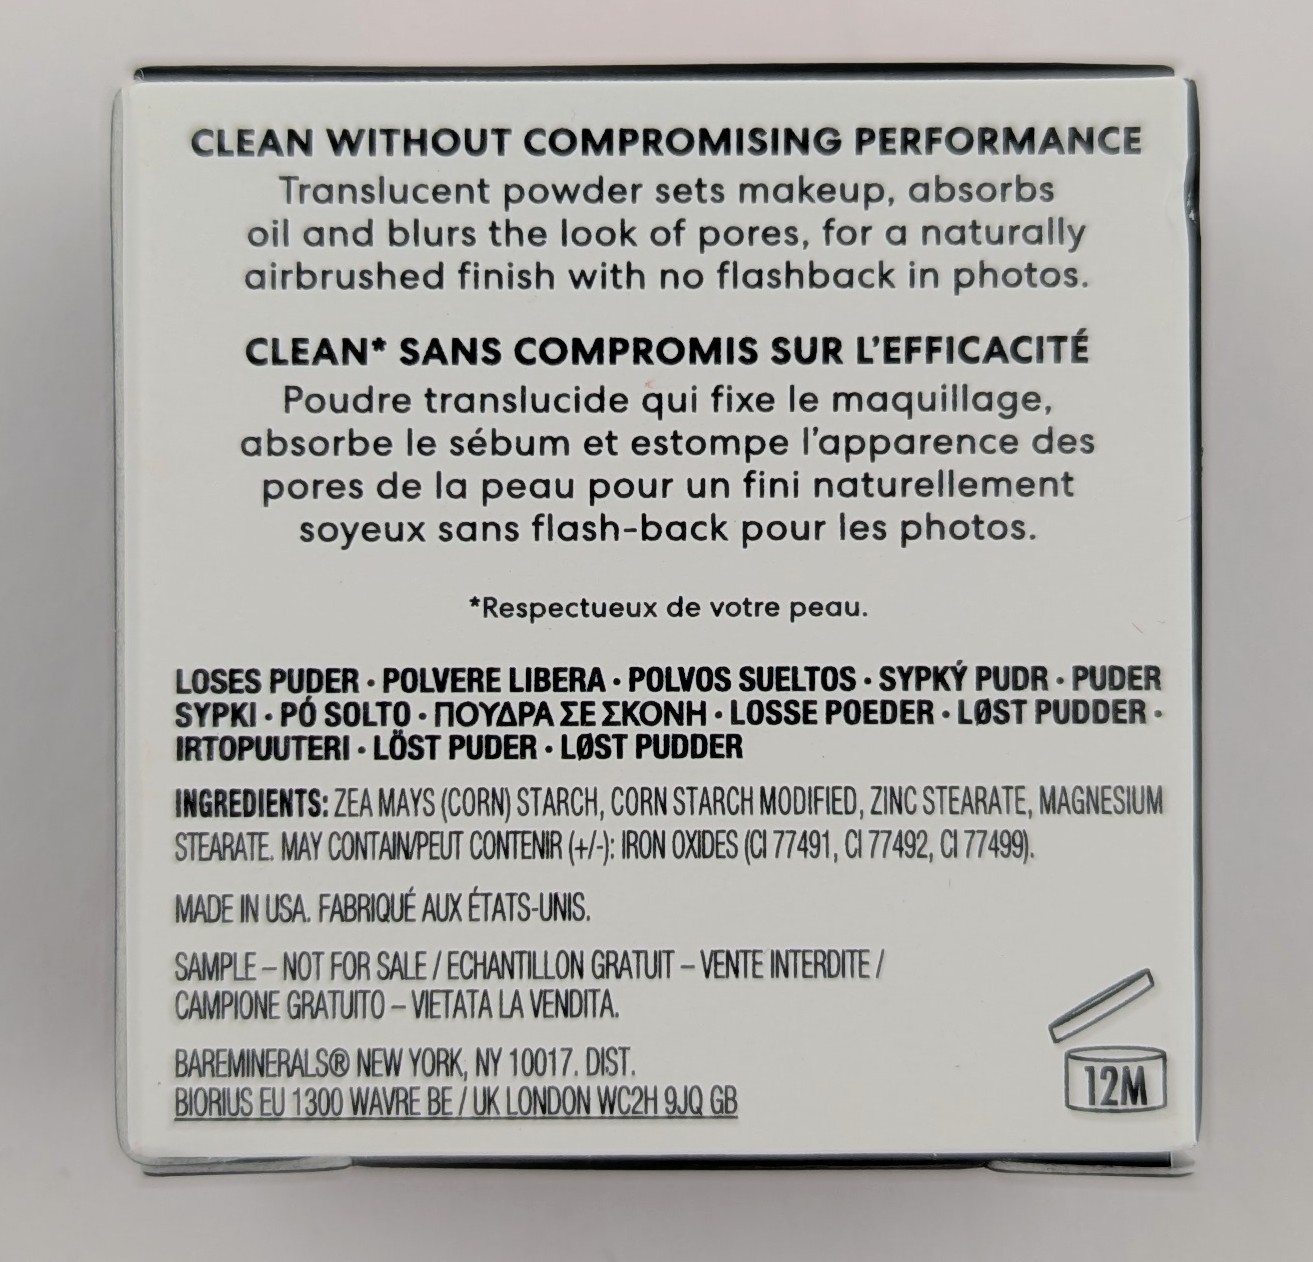 CLEAN WITHOUT COMPROMISING PERFORMANCE
Translucent powder sets makeup, absorbs
oil and blurs the look of pores, for a naturally
airbrushed finish with no flashback in photos.
CLEAN* SANS COMPROMIS SUR L'EFFICACITÉ
Poudre translucide qui fixe le maquillage,
absorbe le sébum et estompe l'apparence des
pores de la peau pour un fini naturellement
soyeux sans flash-back pour les photos.
*Respectueux de votre peau.
LOSES PUDER · POLVERE LIBERA · POLVOS SUELTOS · SYPKÝ PUDR · PUDER
SYPKI · PÓ SOLTO · ΠΟΥΔΡΑ ΣΕ ΣΚΟΝΗ · LOSSE POEDER · LØST PUDDER ·
IRTOPUUTERI · LÖST PUDER · LØST PUDDER
INGREDIENTS: ZEA MAYS (CORN) STARCH, CORN STARCH MODIFIED, ZINC STEARATE, MAGNESIUM
STEARATE. MAY CONTAIN/PEUT CONTENIR (+/-): IRON OXIDES (CI 77491, CI 77492, CI 77499).
MADE IN USA. FABRIQUÉ AUX ÉTATS-UNIS.
SAMPLE – NOT FOR SALE / ECHANTILLON GRATUIT – VENTE INTERDITE /
CAMPIONE GRATUITO – VIETATA LA VENDITA.
BAREMINERALS® NEW YORK, NY 10017. DIST.
BIORIUS EU 1300 WAVRE BE / UK LONDON WC2H 9JQ GB
12M